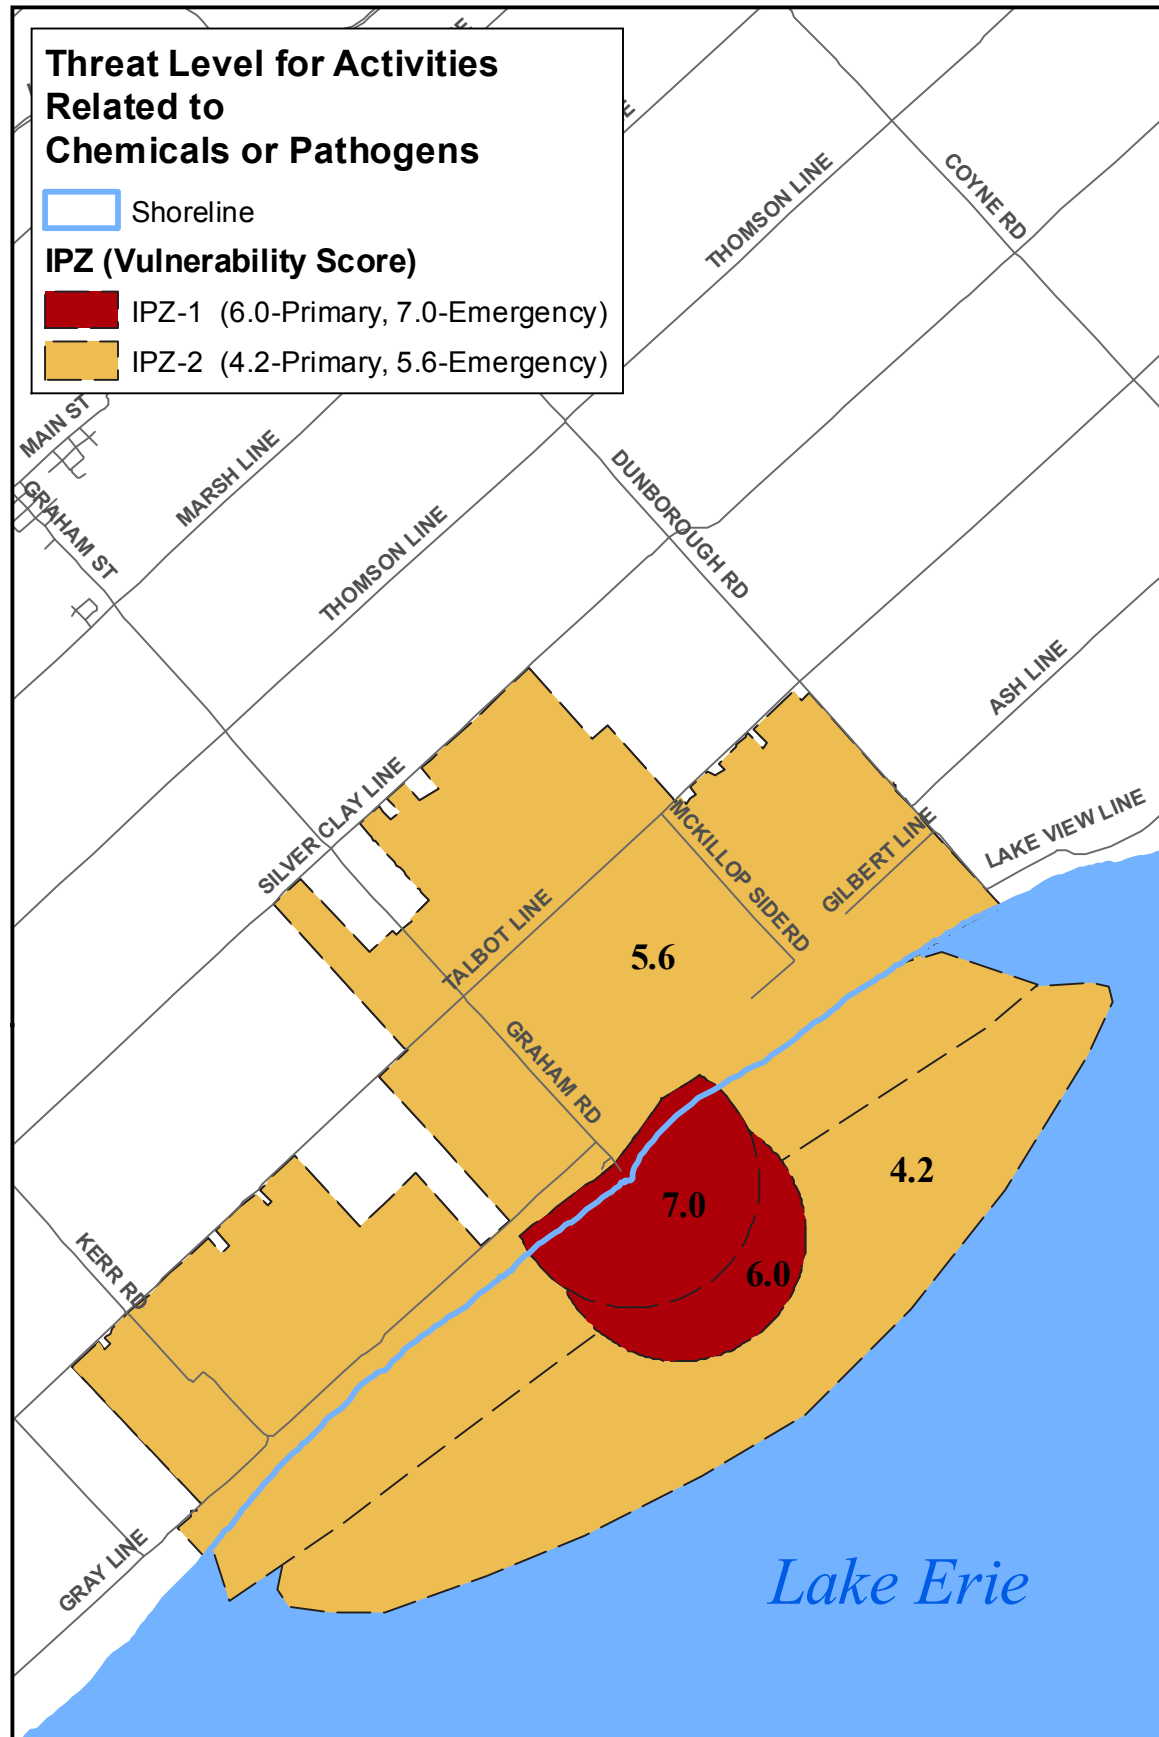 Threat Level for Activities
Related to
Chemicals or Pathogens
Shoreline
IPZ (Vulnerability Score)
IPZ-1 (6.0-Primary, 7.0-Emergency)
IPZ-2 (4.2-Primary, 5.6-Emergency)
THOMSON LINE
COYNE RD
MAIN ST
MARSH LINE
GRAHAM ST
THOMSON LINE
DUNBOROUGH RD
ASH LINE
SILVER CLAY LINE
LAKE VIEW LINE
MCKILLOP SIDERD
GILBERT LINE
TALBOT LINE
5.6
GRAHAM RD
4.2
7.0
6.0
KERR RD
GRAY LINE
Lake Erie